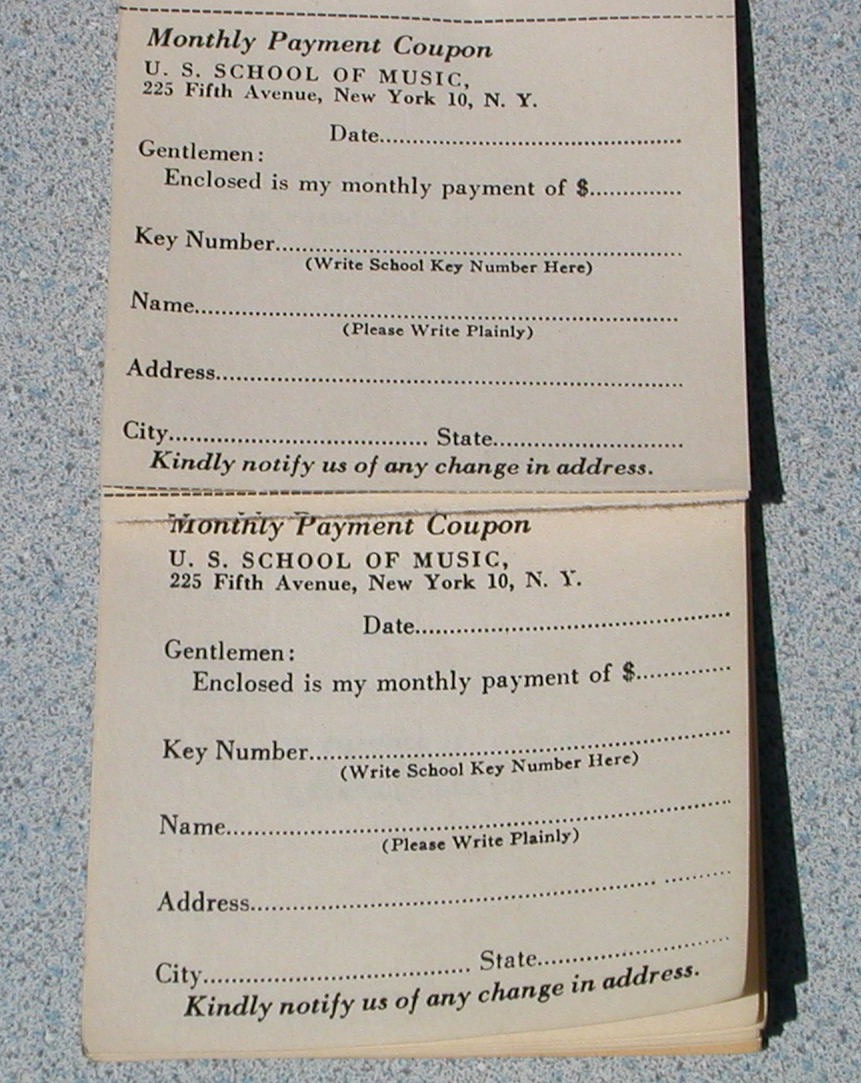 Monthly Payment Coupon
U. S. SCHOOL OF MUSIC,
225 Fifth Avenue, New York 10, N. Y.
Date...............................................
Gentlemen:
Enclosed is my monthly payment of $..............
Key Number...............................................................
(Write School Key Number Here)
Name...........................................................................
(Please Write Plainly)
Address........................................................................
City........................................ State..............................
Kindly notify us of any change in address.
Monthly Payment Coupon
U. S. SCHOOL OF MUSIC,
225 Fifth Avenue, New York 10, N. Y.
Date...............................................
Gentlemen:
Enclosed is my monthly payment of $..............
Key Number...............................................................
(Write School Key Number Here)
Name...........................................................................
(Please Write Plainly)
Address........................................................................
City........................................ State..............................
Kindly notify us of any change in address.